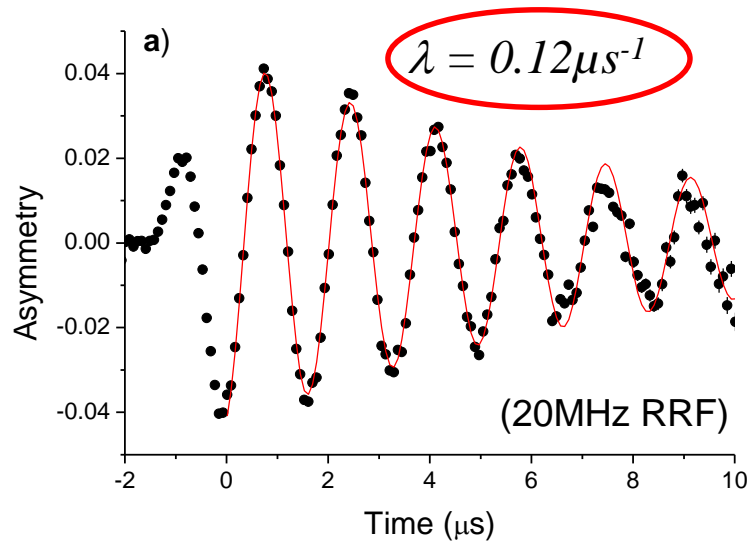 a)
λ = 0.12μs-1
0.04
0.02
0.00
-0.02
-0.04
Asymmetry
(20MHz RRF)
-2
0
2
4
6
8
10
Time (μs)